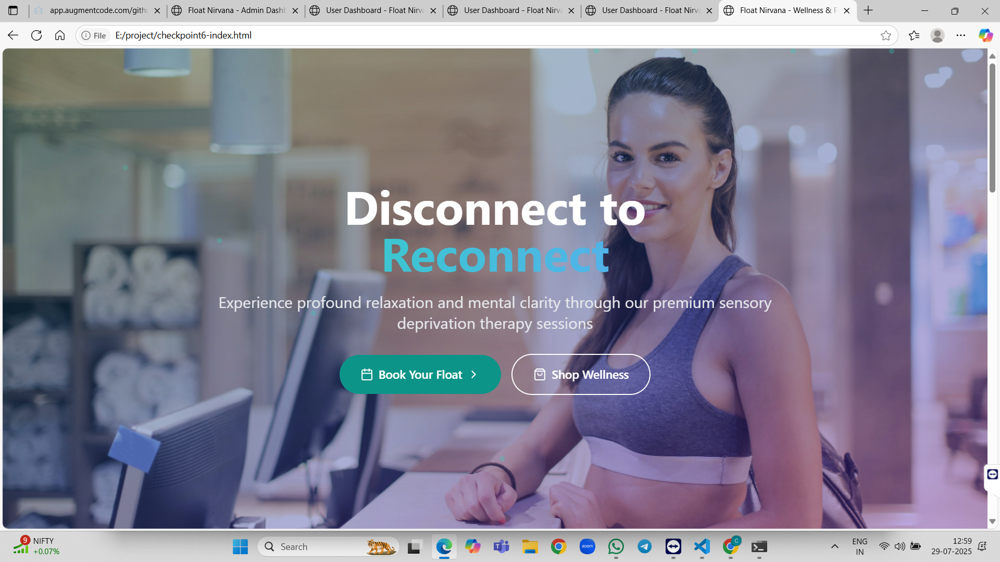 app.augmentcode.com/gith
Float Nirvana - Admin Dashb
User Dashboard - Float Nirva
User Dashboard - Float Nirva
User Dashboard - Float Nirva
Float Nirvana - Wellness & F
File
E:/project/checkpoint6-index.html
Disconnect to
Reconnect
Experience profound relaxation and mental clarity through our premium sensory
deprivation therapy sessions
Book Your Float
Shop Wellness
9
NIFTY
+0.07%
Search
zoom
C
ENG
IN
12:59
29-07-2025